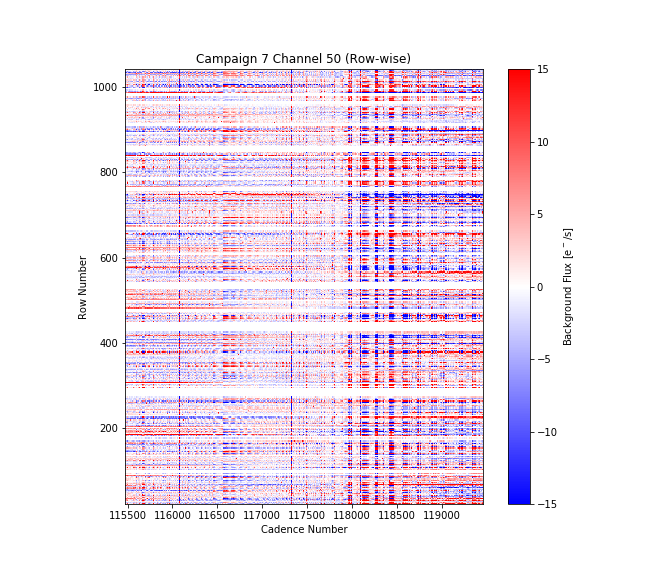 Campaign 7 Channel 50 (Row-wise)
1000
800
600
400
200
Row Number
115500 116000 116500 117000 117500 118000 118500 119000
Cadence Number
15
10
5
0
−5
−10
−15
Background Flux [e⁻/s]